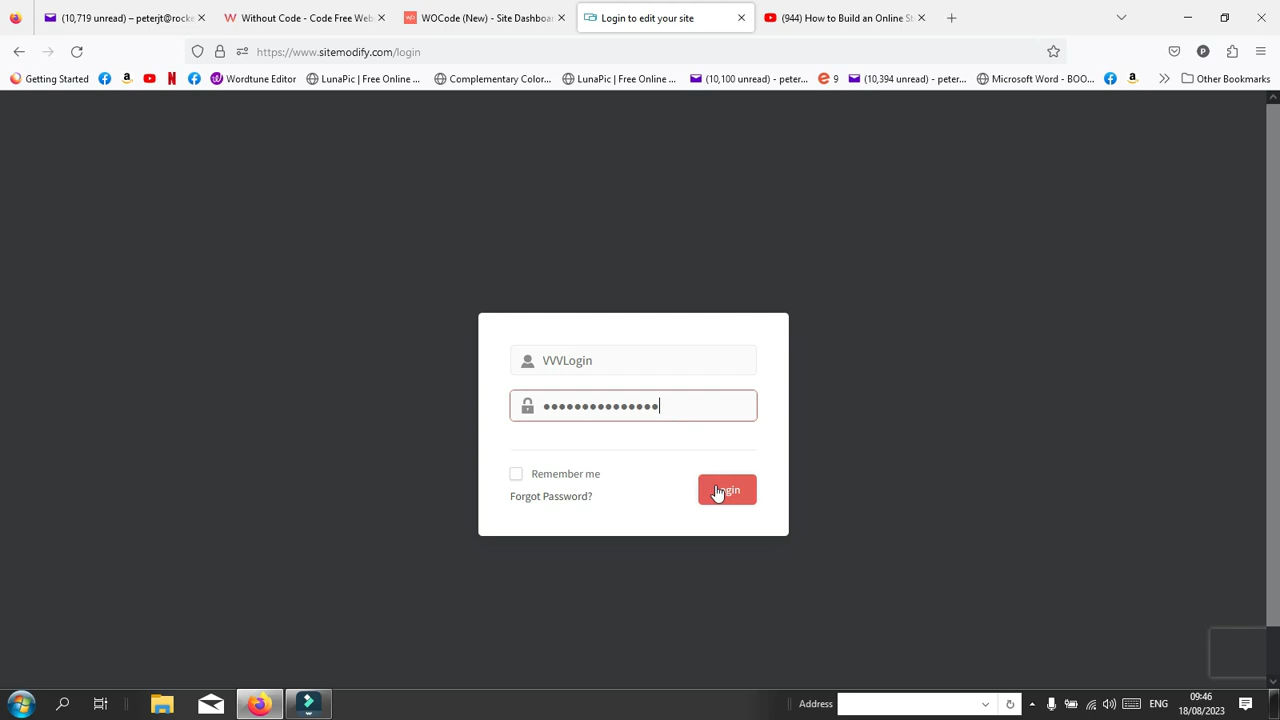 (10,719 unread) – peterjt@rocke
Without Code - Code Free Web
WOCode (New) - Site Dashboa
Login to edit your site
(944) How to Build an Online St
https://www.sitemodify.com/login
Getting Started
Wordtune Editor
LunaPic | Free Online ...
Complementary Color...
LunaPic | Free Online ...
(10,100 unread) - peter...
9
(10,394 unread) - peter...
Microsoft Word - BOO...
Other Bookmarks
VVVLogin
Remember me
Forgot Password?
Login
Address
ENG
09:46
18/08/2023